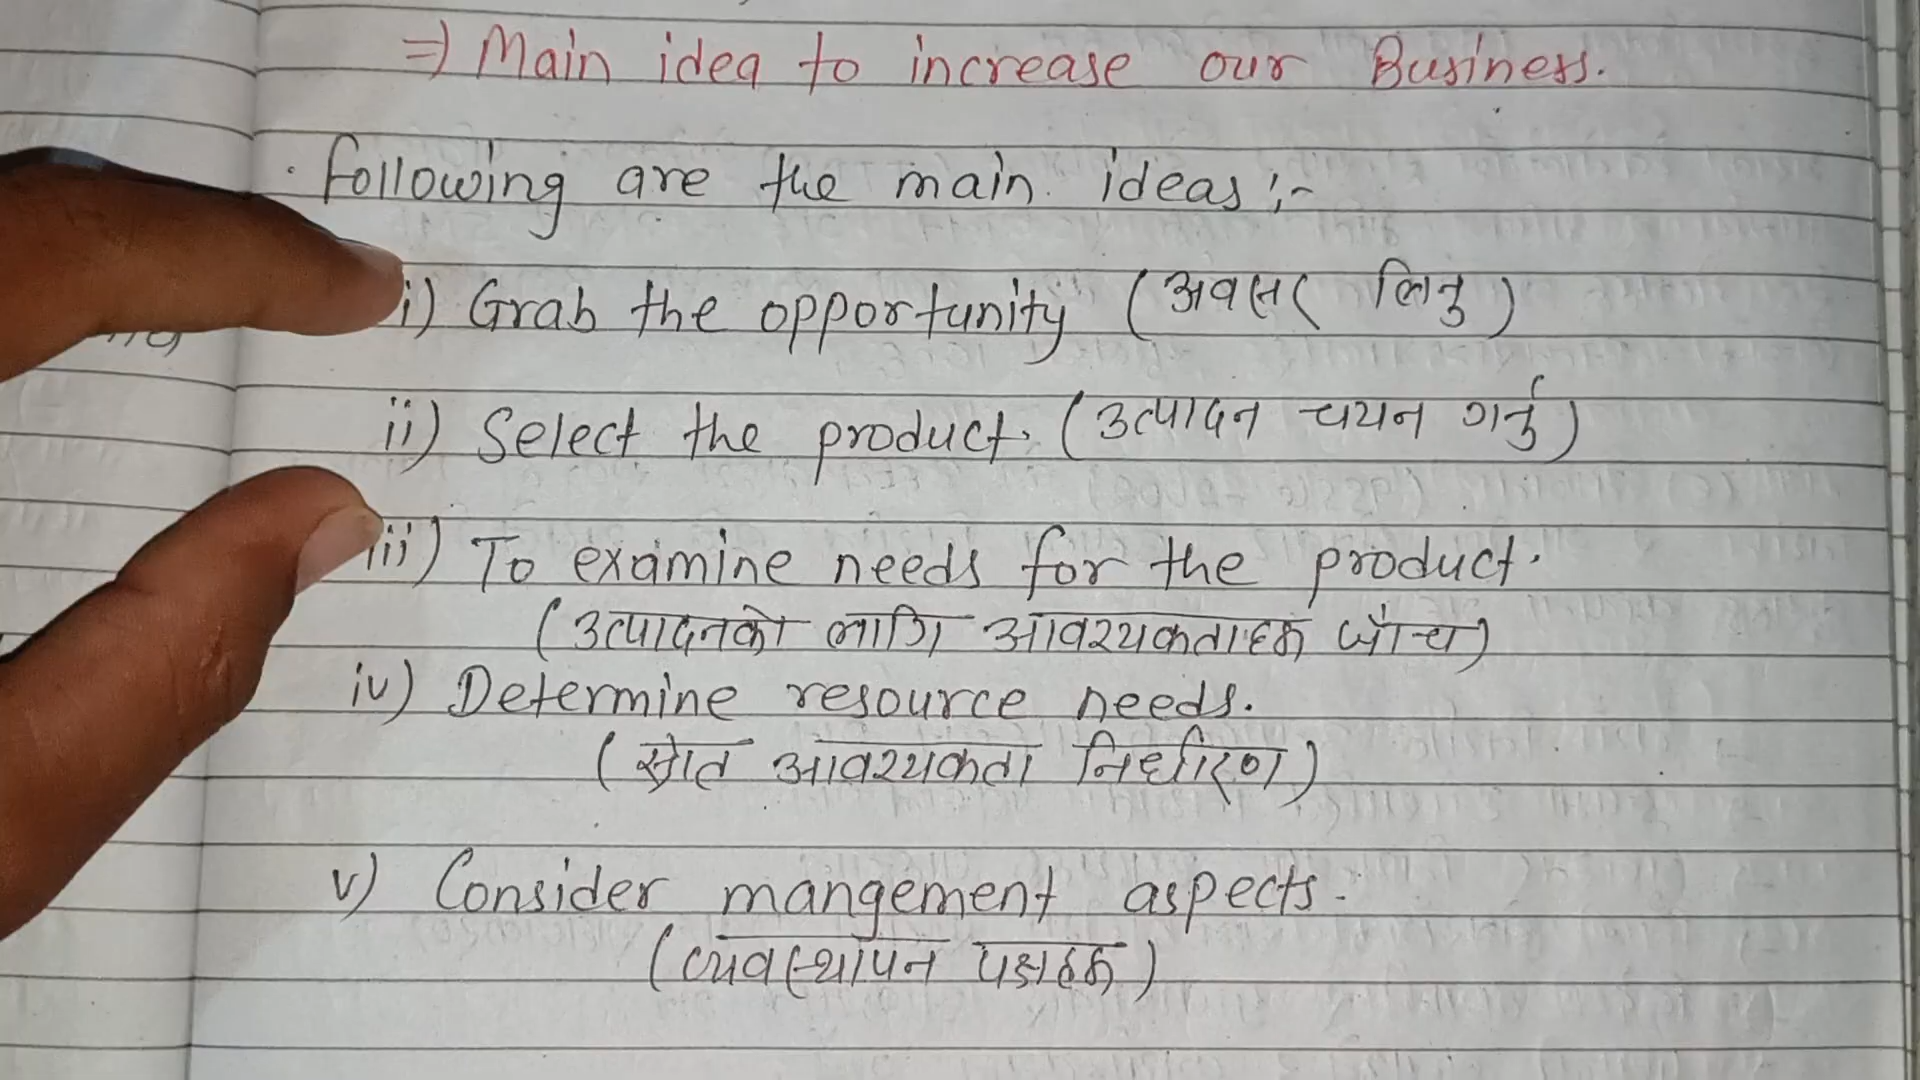 ⇒ Main idea to increase our Business.
• Following are the main ideas :-
i) Grab the opportunity (अवसर लिनु)
ii) Select the product. (उत्पादन चयन गर्नु)
iii) To examine needs for the product.
(उत्पादनको लागि आवश्यकताहरू जाँच)
iv) Determine resource needs.
(स्रोत आवश्यकता निर्धारण)
v) Consider mangement aspects.
(व्यवस्थापन पक्षहरू)